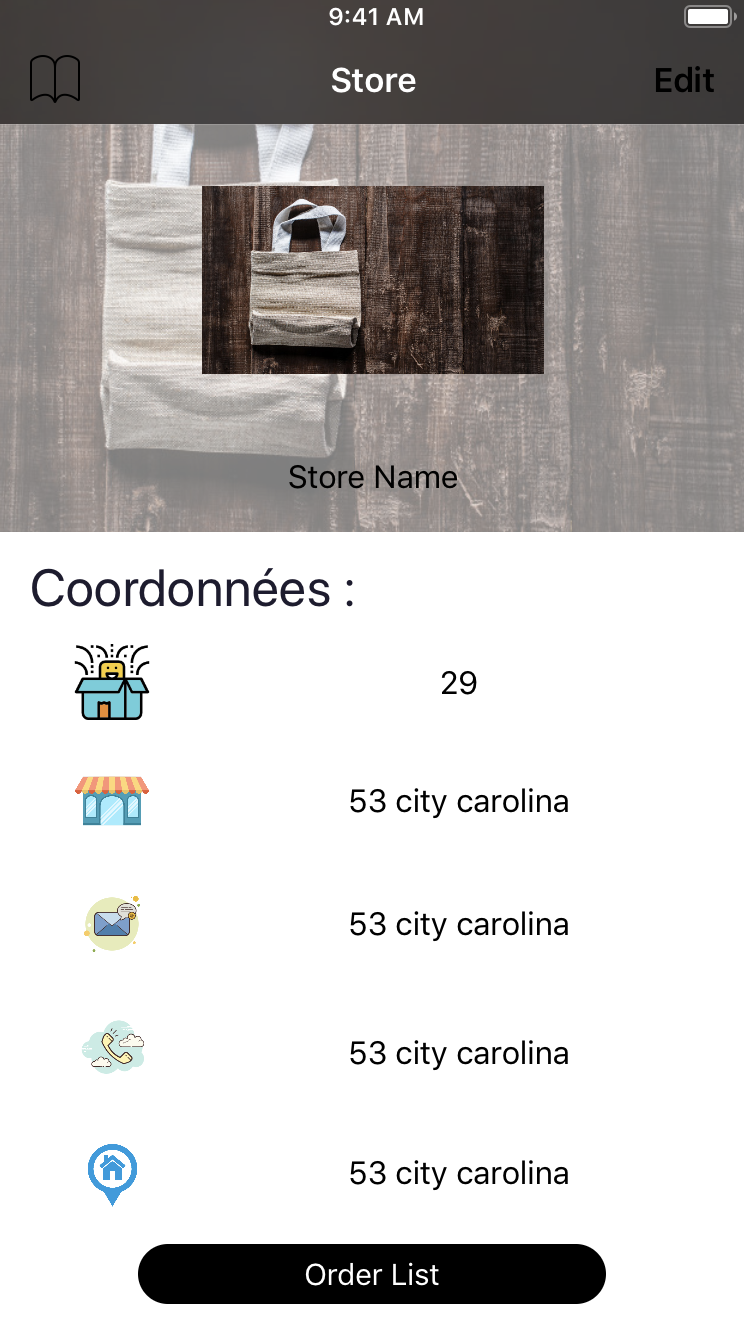 9:41 AM
Store
Edit
Store Name
Coordonnées :
29
53 city carolina
53 city carolina
53 city carolina
53 city carolina
Order List